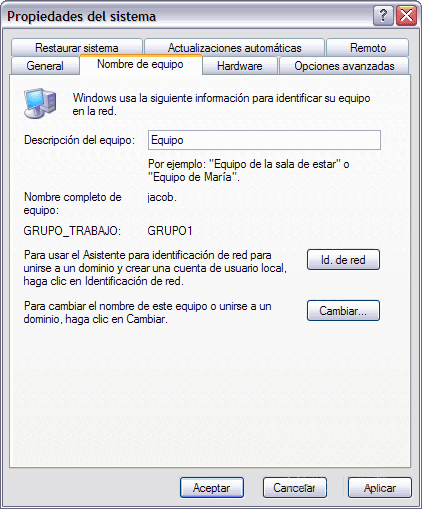 Propiedades del sistema
Restaurar sistema Actualizaciones automáticas Remoto
General Nombre de equipo Hardware Opciones avanzadas
Windows usa la siguiente información para identificar su equipo
en la red.
Descripción del equipo: Equipo
Por ejemplo: "Equipo de la sala de estar" o
"Equipo de María".
Nombre completo de jacob.
equipo:
GRUPO_TRABAJO: GRUPO1
Para usar el Asistente para identificación de red para
unirse a un dominio y crear una cuenta de usuario local,
haga clic en Identificación de red.
Id. de red
Para cambiar el nombre de este equipo o unirse a un
dominio, haga clic en Cambiar.
Cambiar...
Aceptar Cancelar Aplicar